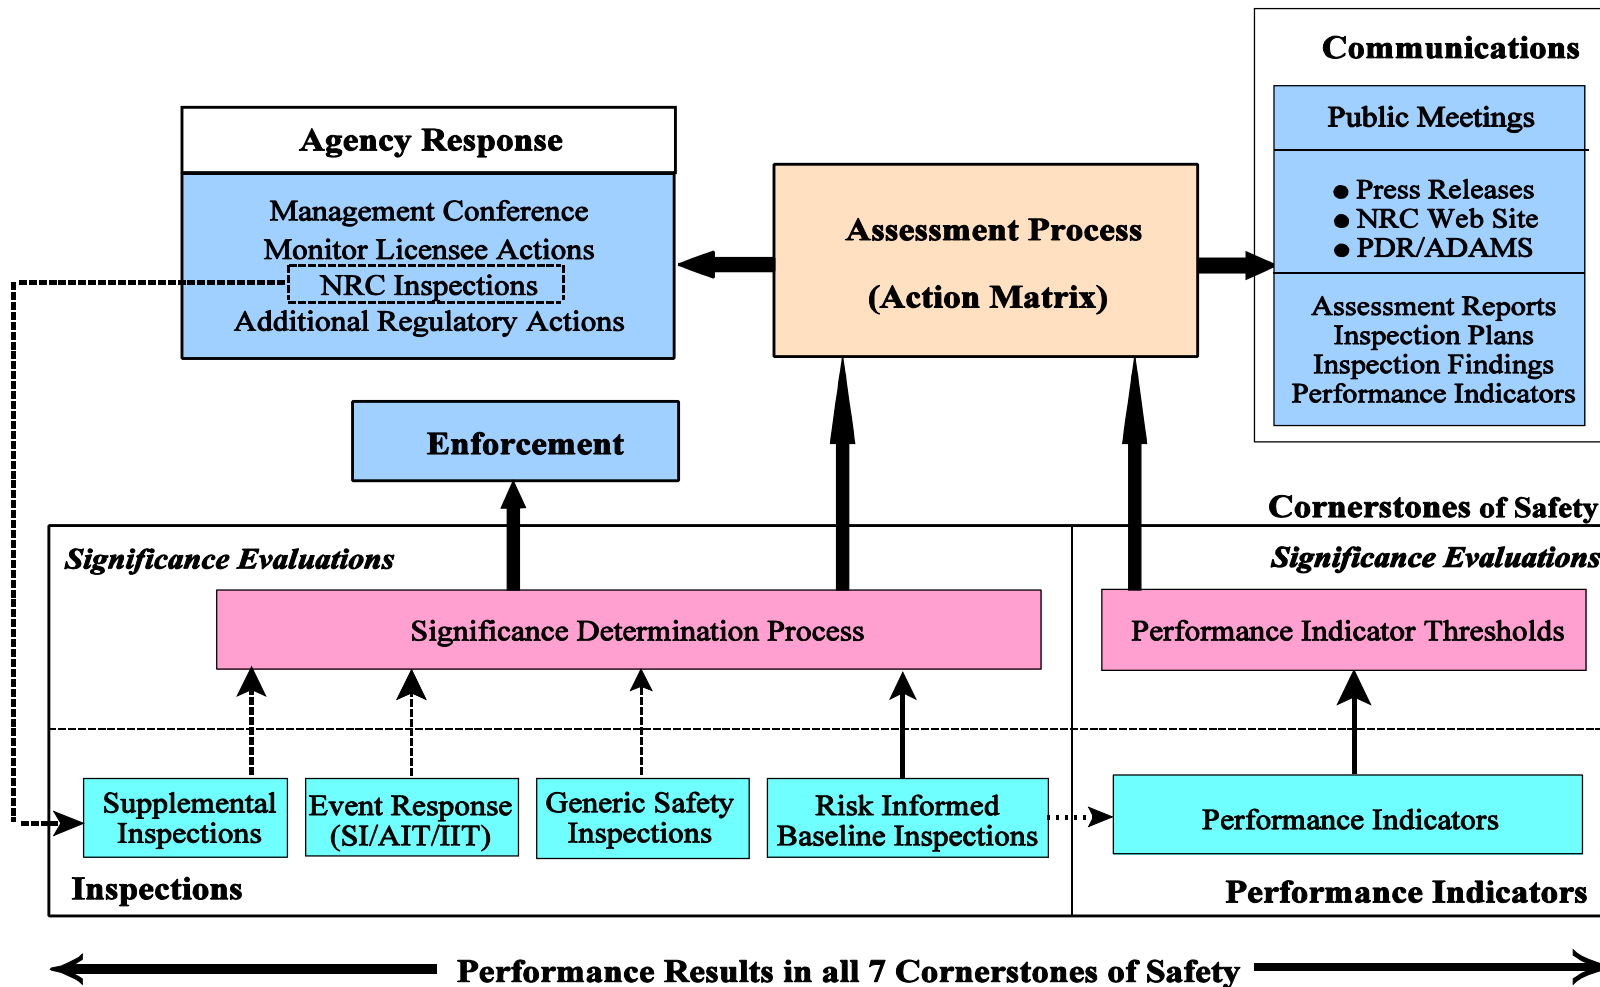 Communications
Public Meetings
● Press Releases
● NRC Web Site
● PDR/ADAMS
Assessment Reports
Inspection Plans
Inspection Findings
Performance Indicators
Agency Response
Management Conference
Monitor Licensee Actions
NRC Inspections
Additional Regulatory Actions
Assessment Process
(Action Matrix)
Enforcement
Cornerstones of Safety
Significance Evaluations
Significance Evaluations
Significance Determination Process
Performance Indicator Thresholds
Supplemental
Inspections
Event Response
(SI/AIT/IIT)
Generic Safety
Inspections
Risk Informed
Baseline Inspections
Performance Indicators
Inspections
Performance Indicators
Performance Results in all 7 Cornerstones of Safety